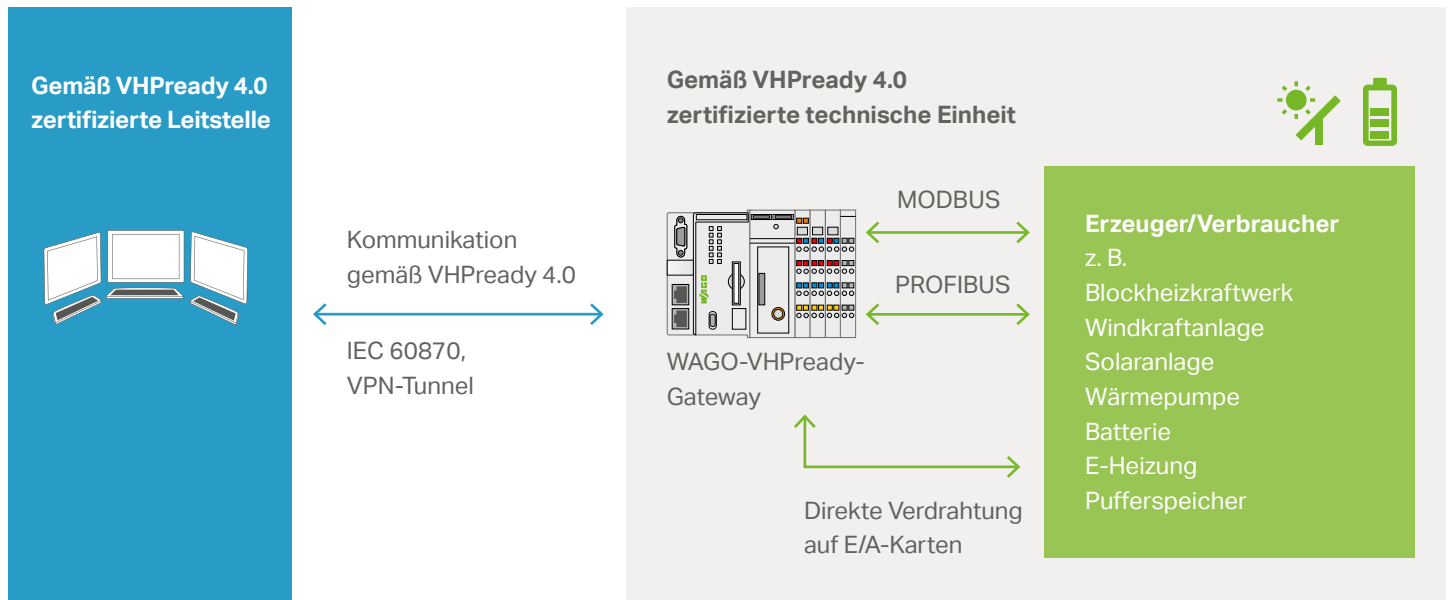 Gemäß VHPready 4.0
zertifizierte Leitstelle
Kommunikation
gemäß VHPready 4.0
IEC 60870,
VPN-Tunnel
Gemäß VHPready 4.0
zertifizierte technische Einheit
WAGO
WAGO-VHPready-
Gateway
MODBUS
PROFIBUS
Direkte Verdrahtung
auf E/A-Karten
Erzeuger/Verbraucher
z. B.
Blockheizkraftwerk
Windkraftanlage
Solaranlage
Wärmepumpe
Batterie
E-Heizung
Pufferspeicher